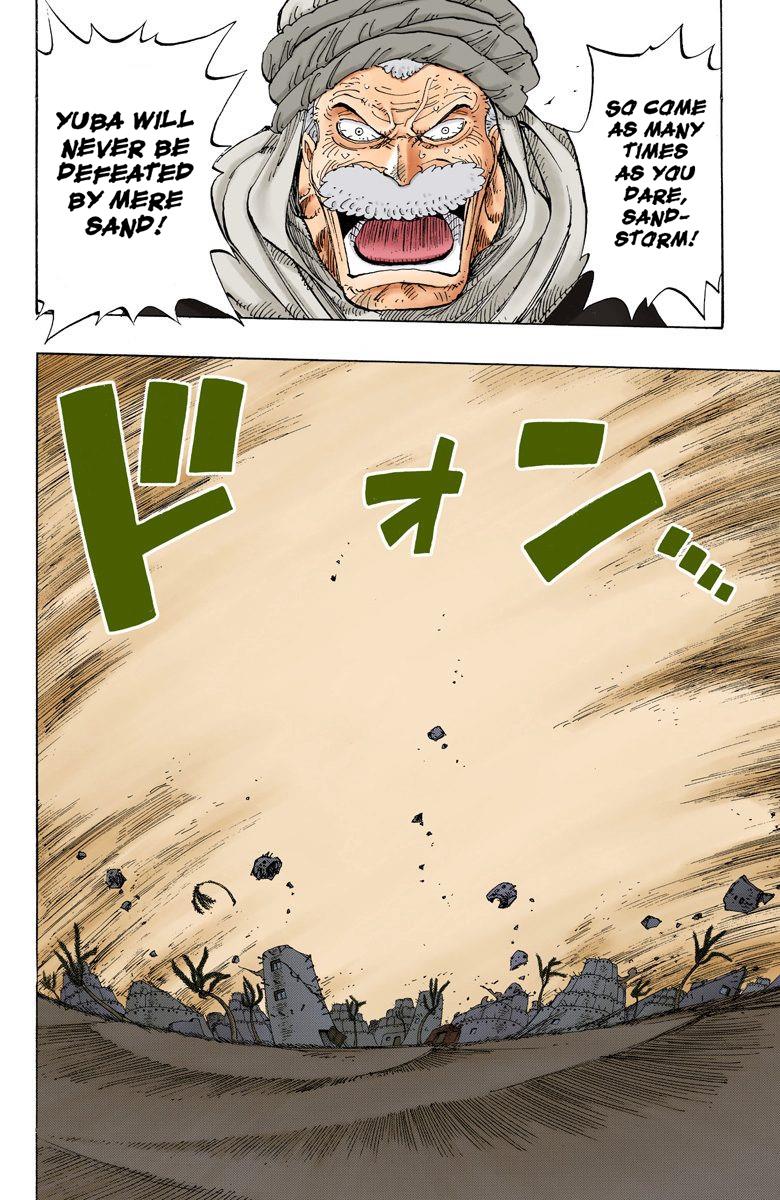 SO COME
AS MANY
TIMES
AS YOU
DARE,
SAND-
STORM!
YUBA WILL
NEVER BE
DEFEATED
BY MERE
SAND!
ドォン...